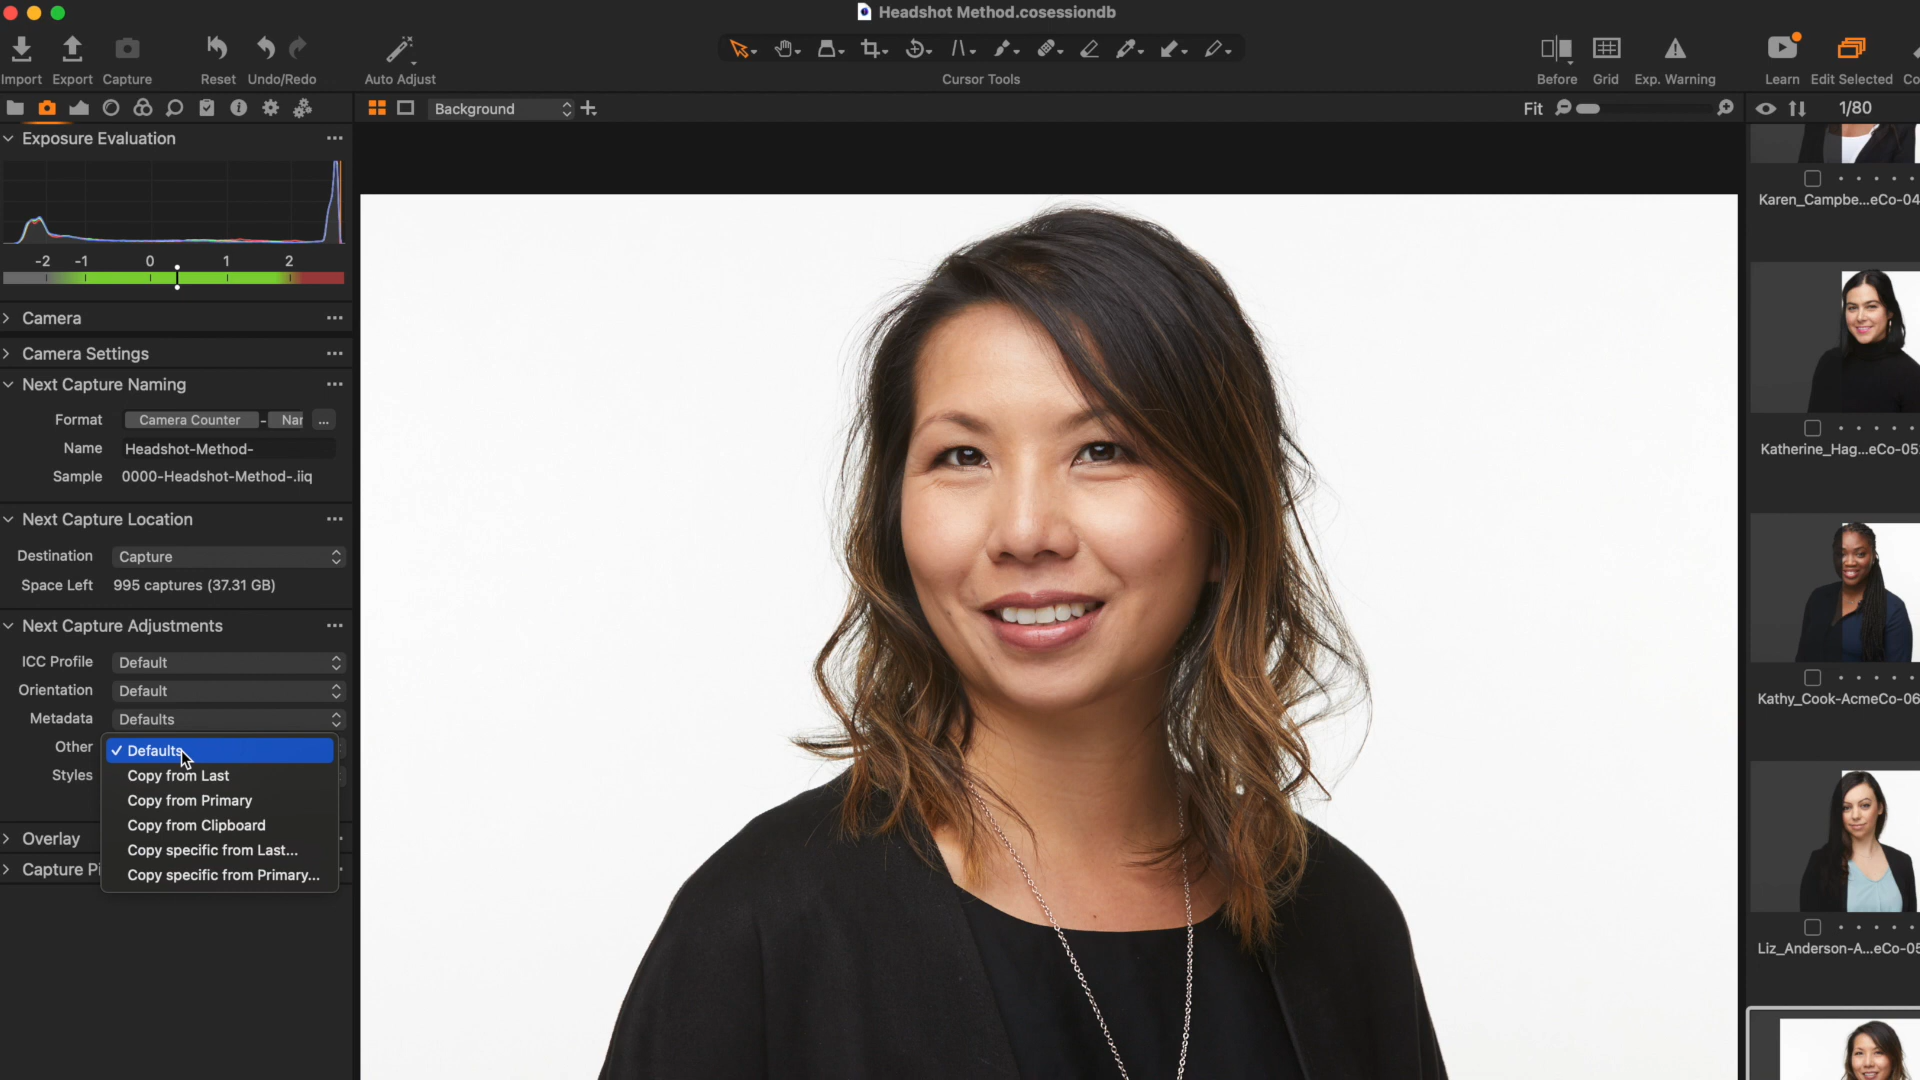 Headshot Method.cosessiondb
Import Export Capture Reset Undo/Redo Auto Adjust Cursor Tools Before Grid Exp. Warning Learn Edit Selected Co
Background Fit 1/80
Exposure Evaluation
-2 -1 0 1 2
Camera
Camera Settings
Next Capture Naming
Format Camera Counter - Nar ...
Name Headshot-Method-
Sample 0000-Headshot-Method-.iiq
Next Capture Location
Destination Capture
Space Left 995 captures (37.31 GB)
Next Capture Adjustments
ICC Profile Default
Orientation Default
Metadata Defaults
Other ✓ Defaults
Copy from Last
Styles
Copy from Primary
Copy from Clipboard
Overlay
Copy specific from Last...
Capture Pi
Copy specific from Primary...
Karen_Campbe...eCo-04
Katherine_Hag...eCo-05
Kathy_Cook-AcmeCo-06
Liz_Anderson-A...eCo-05